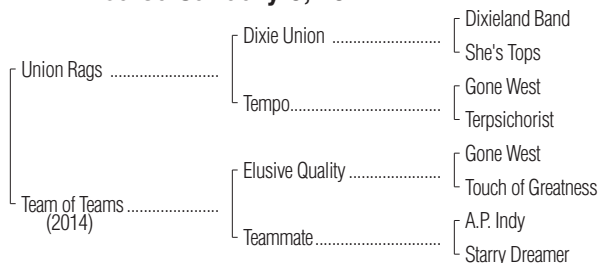 Dixieland Band
Dixie Union
She's Tops
Union Rags
Gone West
Tempo
Terpsichorist
Gone West
Elusive Quality
Touch of Greatness
Team of Teams
(2014)
A.P. Indy
Teammate
Starry Dreamer